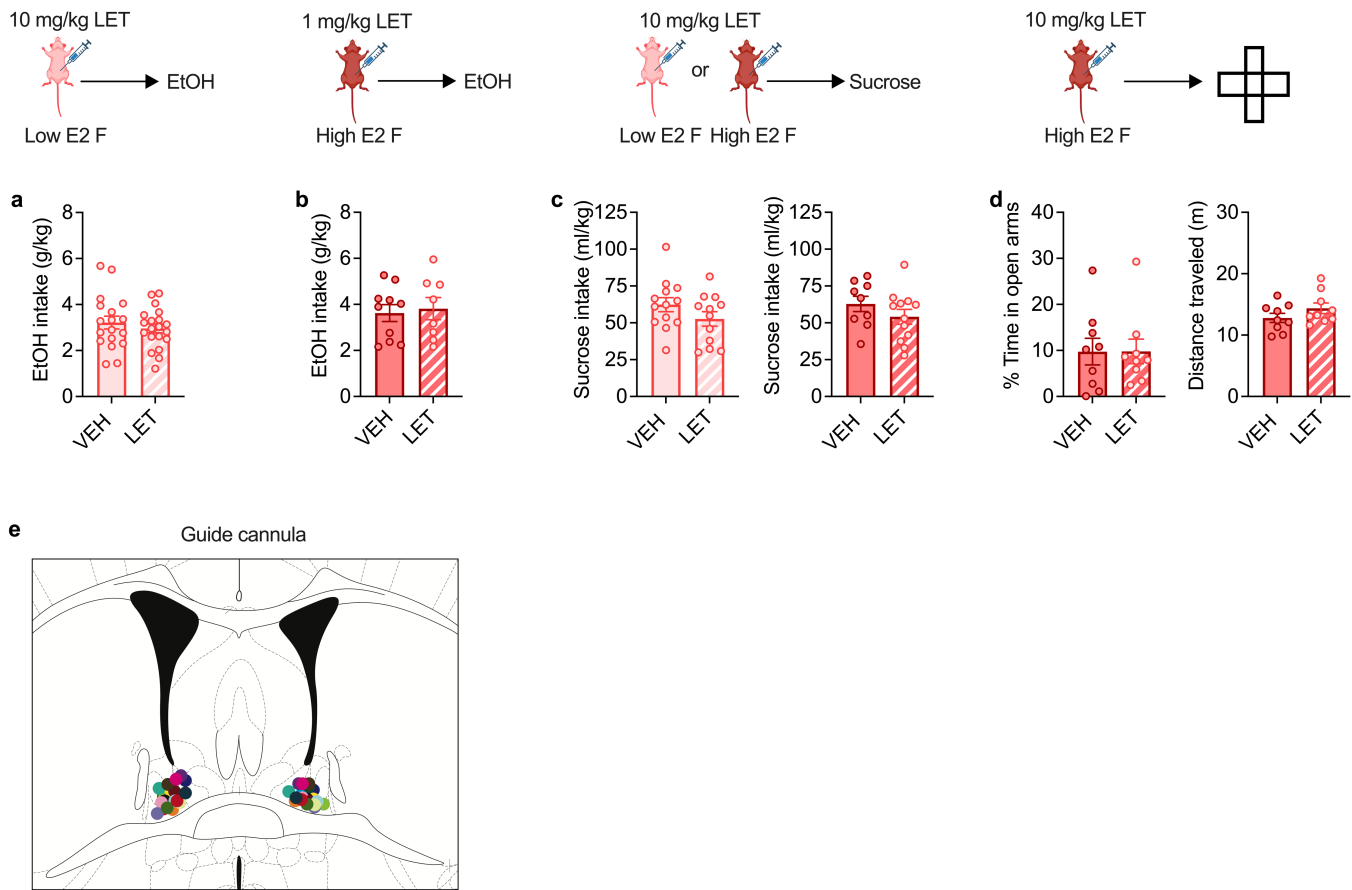 10 mg/kg LET
EtOH
Low E2 F
1 mg/kg LET
EtOH
High E2 F
10 mg/kg LET
or
Sucrose
Low E2 F High E2 F
10 mg/kg LET
High E2 F
a
EtOH intake (g/kg)
8
6
4
2
0
VEH
LET
b
EtOH intake (g/kg)
8
6
4
2
0
VEH
LET
c
Sucrose intake (ml/kg)
125
100
75
50
25
0
VEH
LET
Sucrose intake (ml/kg)
125
100
75
50
25
0
VEH
LET
d
% Time in open arms
40
30
20
10
0
VEH
LET
Distance traveled (m)
30
20
10
0
VEH
LET
e
Guide cannula